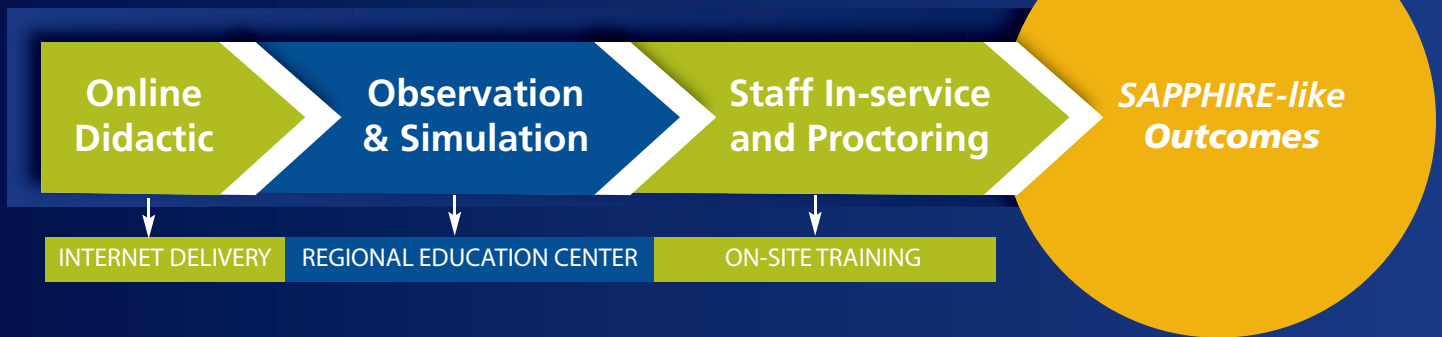 Online
Didactic
Observation
& Simulation
Staff In-service
and Proctoring
SAPPHIRE-like
Outcomes
INTERNET DELIVERY
REGIONAL EDUCATION CENTER
ON-SITE TRAINING